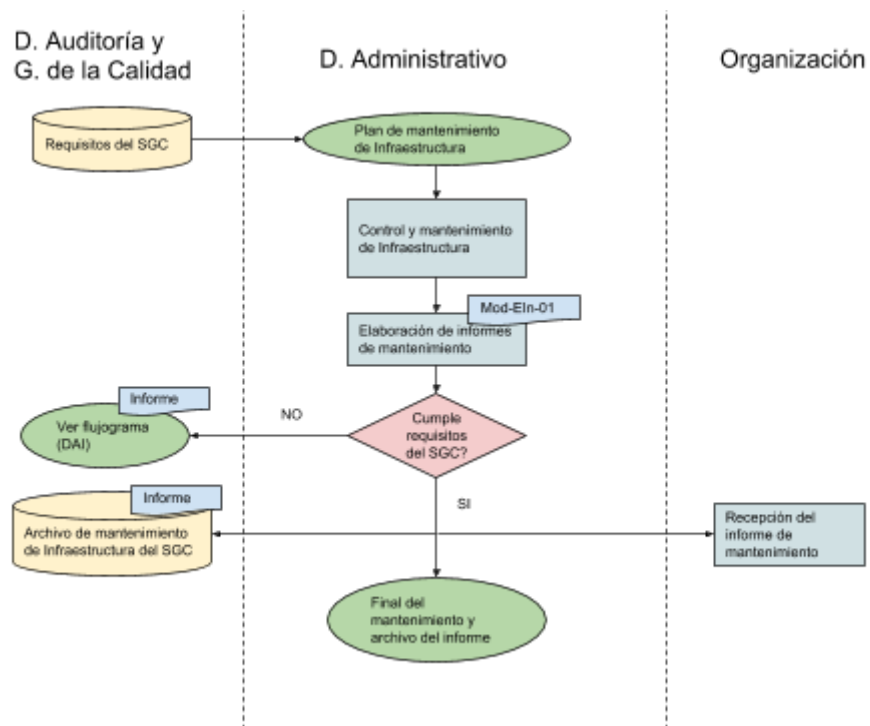 D. Auditoría y
G. de la Calidad
D. Administrativo
Organización
Requisitos del SGC
Plan de mantenimiento
de Infraestructura
Control y mantenimiento
de Infraestructura
Mod-EIn-01
Elaboración de informes
de mantenimiento
Informe
Ver flujograma
(DAI)
NO
Cumple
requisitos
del SGC?
Informe
Archivo de mantenimiento
de Infraestructura del SGC
SI
Recepción del
informe de
mantenimiento
Final del
mantenimiento y
archivo del informe